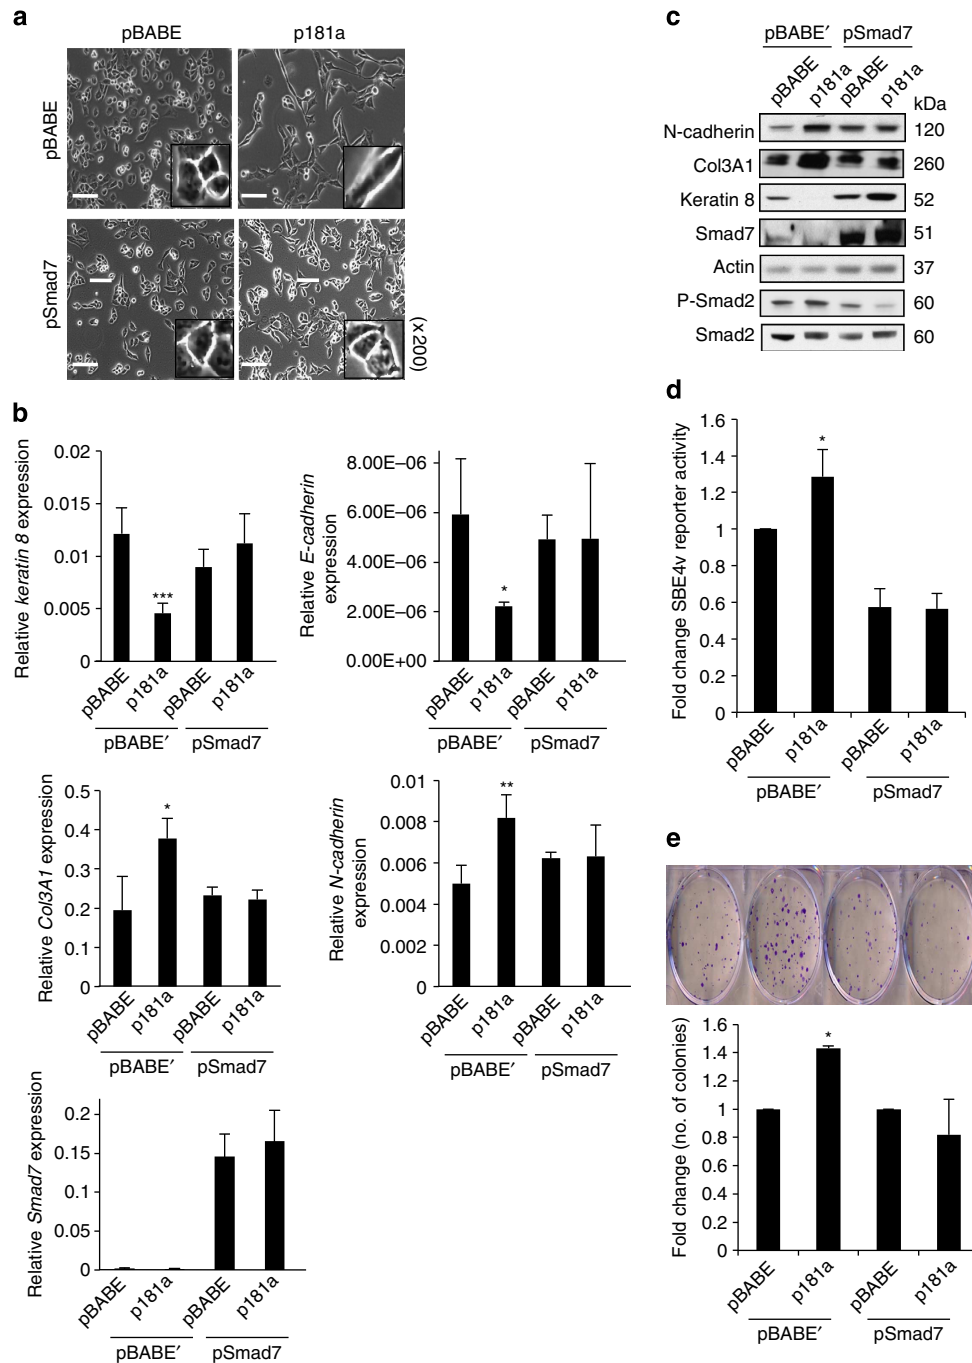 a
pBABE p181a
pBABE
pSmad7
(x200)
b
Relative keratin 8 expression
0.02
0.015
0.01
0.005
0
***
pBABE p181a pBABE p181a
pBABE′ pSmad7
Relative E-cadherin expression
8.00E–06
6.00E–06
4.00E–06
2.00E–06
0.00E+00
*
pBABE p181a pBABE p181a
pBABE′ pSmad7
Relative Col3A1 expression
0.5
0.4
0.3
0.2
0.1
0
*
pBABE p181a pBABE p181a
pBABE′ pSmad7
Relative N-cadherin expression
0.01
0.008
0.006
0.004
0.002
0
**
pBABE p181a pBABE p181a
pBABE′ pSmad7
Relative Smad7 expression
0.2
0.15
0.1
0.05
0
pBABE p181a pBABE p181a
pBABE′ pSmad7
c
pBABE′ pSmad7
pBABE p181a pBABE p181a
kDa
N-cadherin 120
Col3A1 260
Keratin 8 52
Smad7 51
Actin 37
P-Smad2 60
Smad2 60
d
Fold change SBE4v reporter activity
1.6
1.4
1.2
1
0.8
0.6
0.4
0.2
0
*
pBABE p181a pBABE p181a
pBABE′ pSmad7
e
Fold change (no. of colonies)
1.6
1.4
1.2
1
0.8
0.6
0.4
0.2
0
*
pBABE p181a pBABE p181a
pBABE′ pSmad7